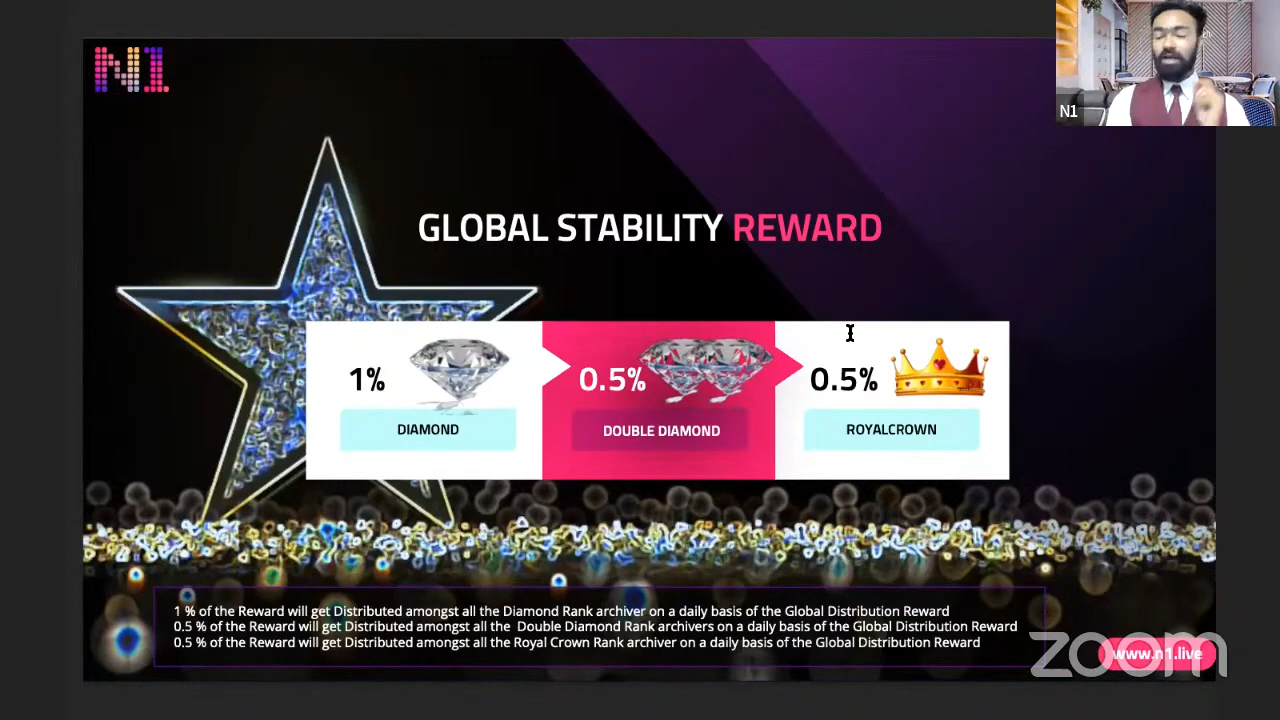 N1
N1
GLOBAL STABILITY REWARD
1%
DIAMOND
0.5%
DOUBLE DIAMOND
0.5%
ROYALCROWN
1 % of the Reward will get Distributed amongst all the Diamond Rank archiver on a daily basis of the Global Distribution Reward
0.5 % of the Reward will get Distributed amongst all the Double Diamond Rank archivers on a daily basis of the Global Distribution Reward
0.5 % of the Reward will get Distributed amongst all the Royal Crown Rank archiver on a daily basis of the Global Distribution Reward
www.n1.live
zoom